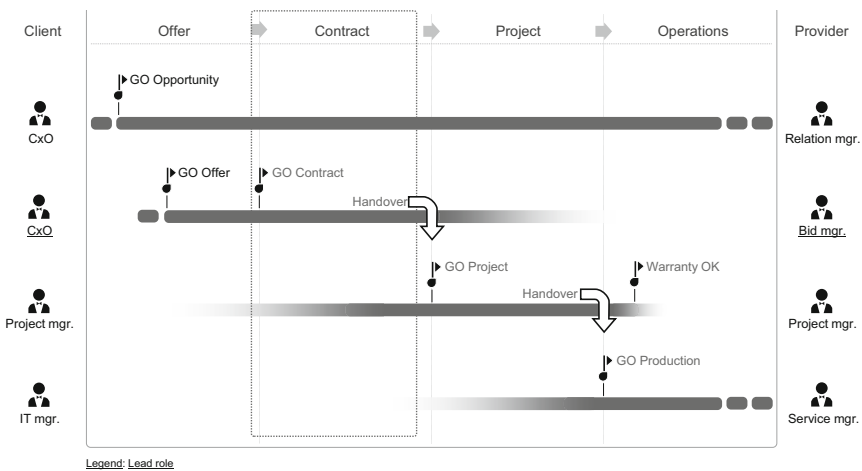 Client Offer Contract Project Operations Provider
GO Opportunity
CxO Relation mgr.
GO Offer GO Contract
Handover
CxO Bid mgr.
GO Project Warranty OK
Handover
Project mgr. Project mgr.
GO Production
IT mgr. Service mgr.
Legend: Lead role